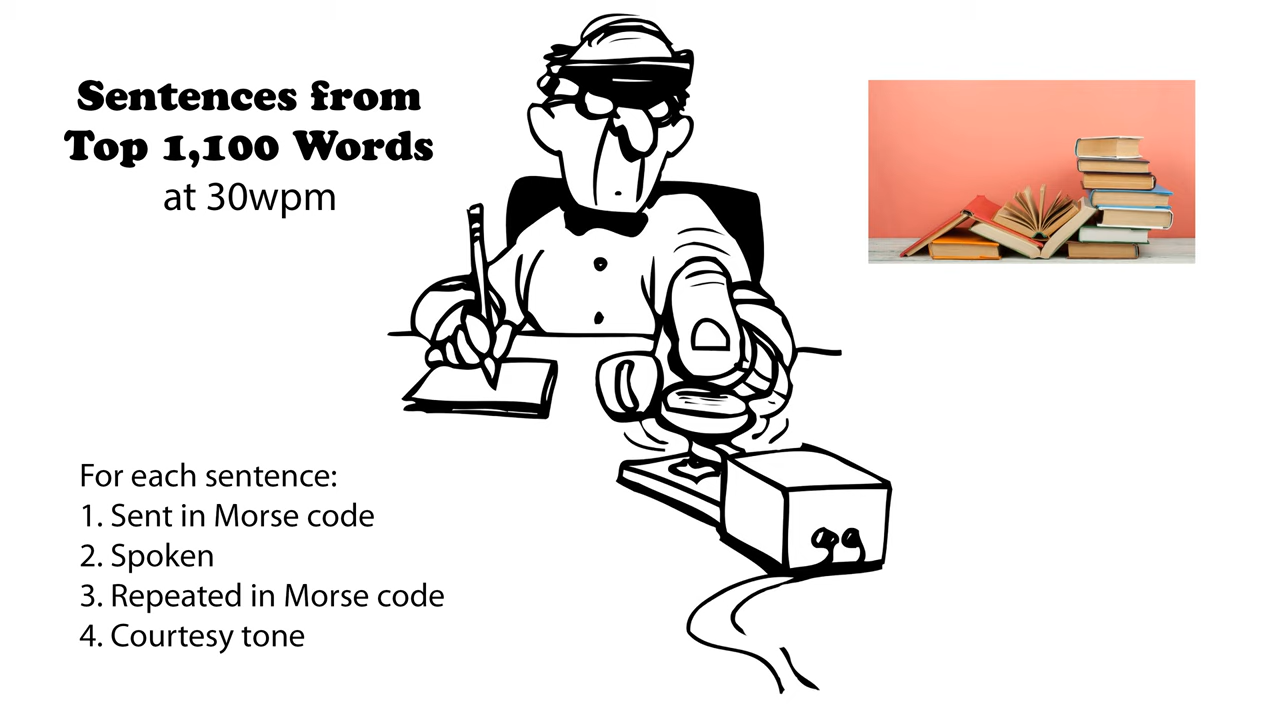 Sentences from
Top 1,100 Words
at 30wpm
For each sentence:
1. Sent in Morse code
2. Spoken
3. Repeated in Morse code
4. Courtesy tone